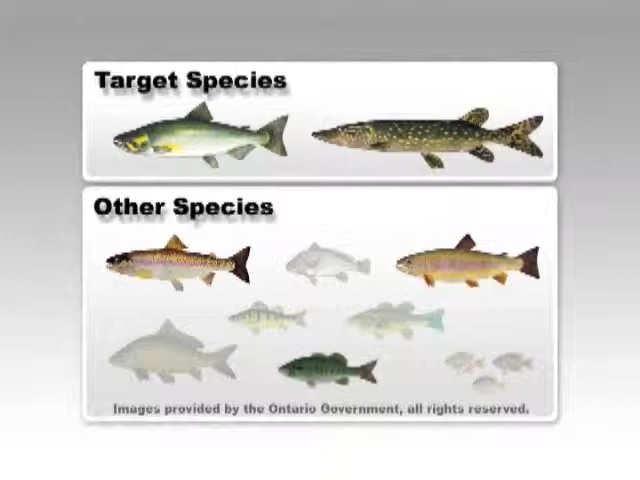 Target Species
Other Species
Images provided by the Ontario Government, all rights reserved.